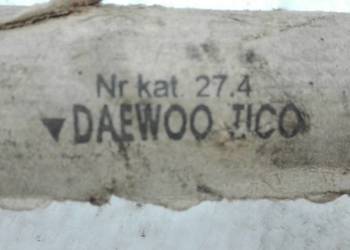 Nr kat. 27.4
▼DAEWOO TICO